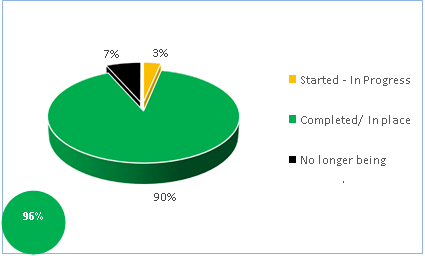 7%
3%
Started - In Progress
Completed/ In place
No longer being
.
90%
96%